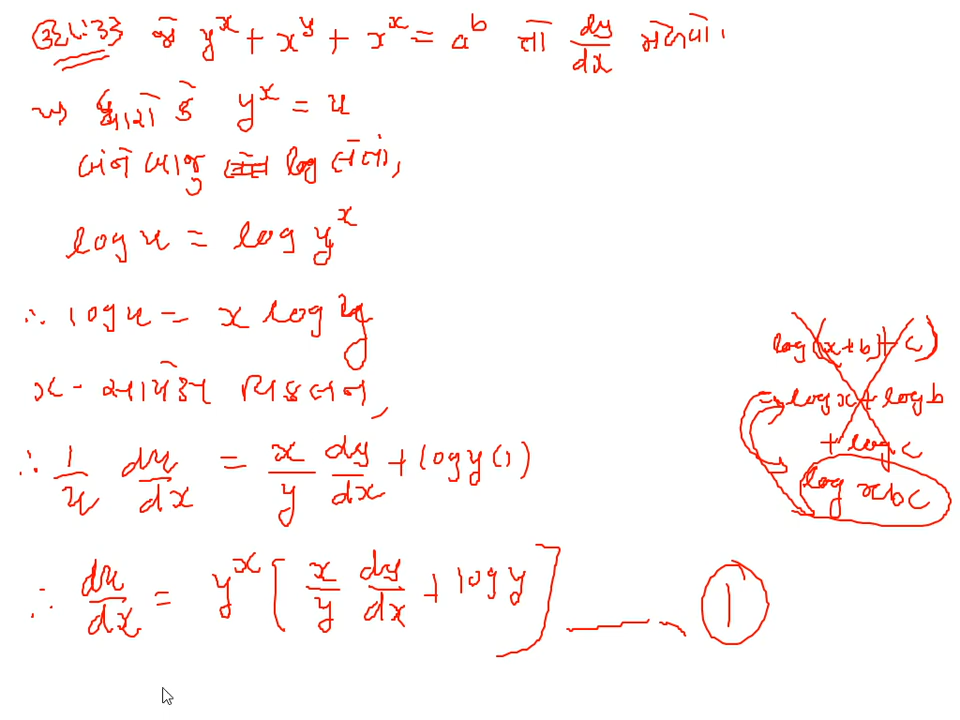 ઉદા.:33 જો y^x + x^y + x^x = a^b તો dy/dx મેળવો.
⇒ ધારો કે y^x = u
બંને બાજુ log લેતાં,
log u = log y^x
∴ log u = x log y
x - સાપેક્ષ વિકલન,
∴ 1/u du/dx = x/y dy/dx + log y (1)
∴ du/dx = y^x [ x/y dy/dx + log y ] ------ 1
log (x+b)+c)
= log x + log b
+ log c
log xbc